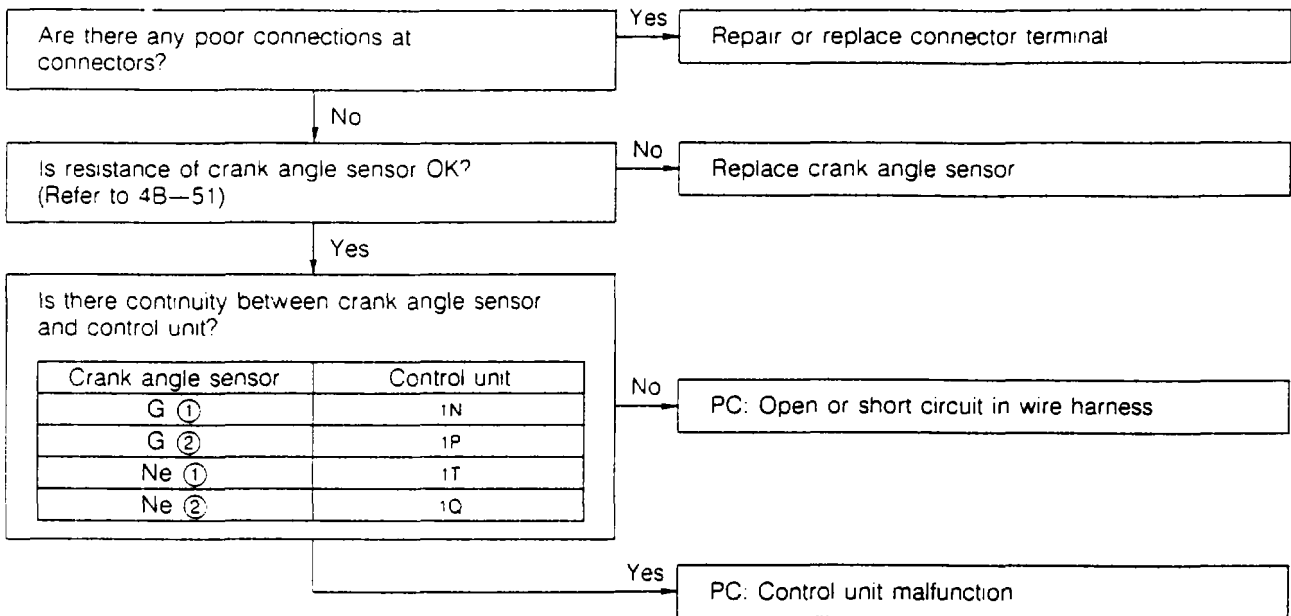 Are there any poor connections at
connectors?
Yes
Repair or replace connector terminal
No
Is resistance of crank angle sensor OK?
(Refer to 4B—51)
No
Replace crank angle sensor
Yes
Is there continuity between crank angle sensor
and control unit?
Crank angle sensor Control unit
G ① 1N
G ② 1P
Ne ① 1T
Ne ② 1Q
No
PC: Open or short circuit in wire harness
Yes
PC: Control unit malfunction